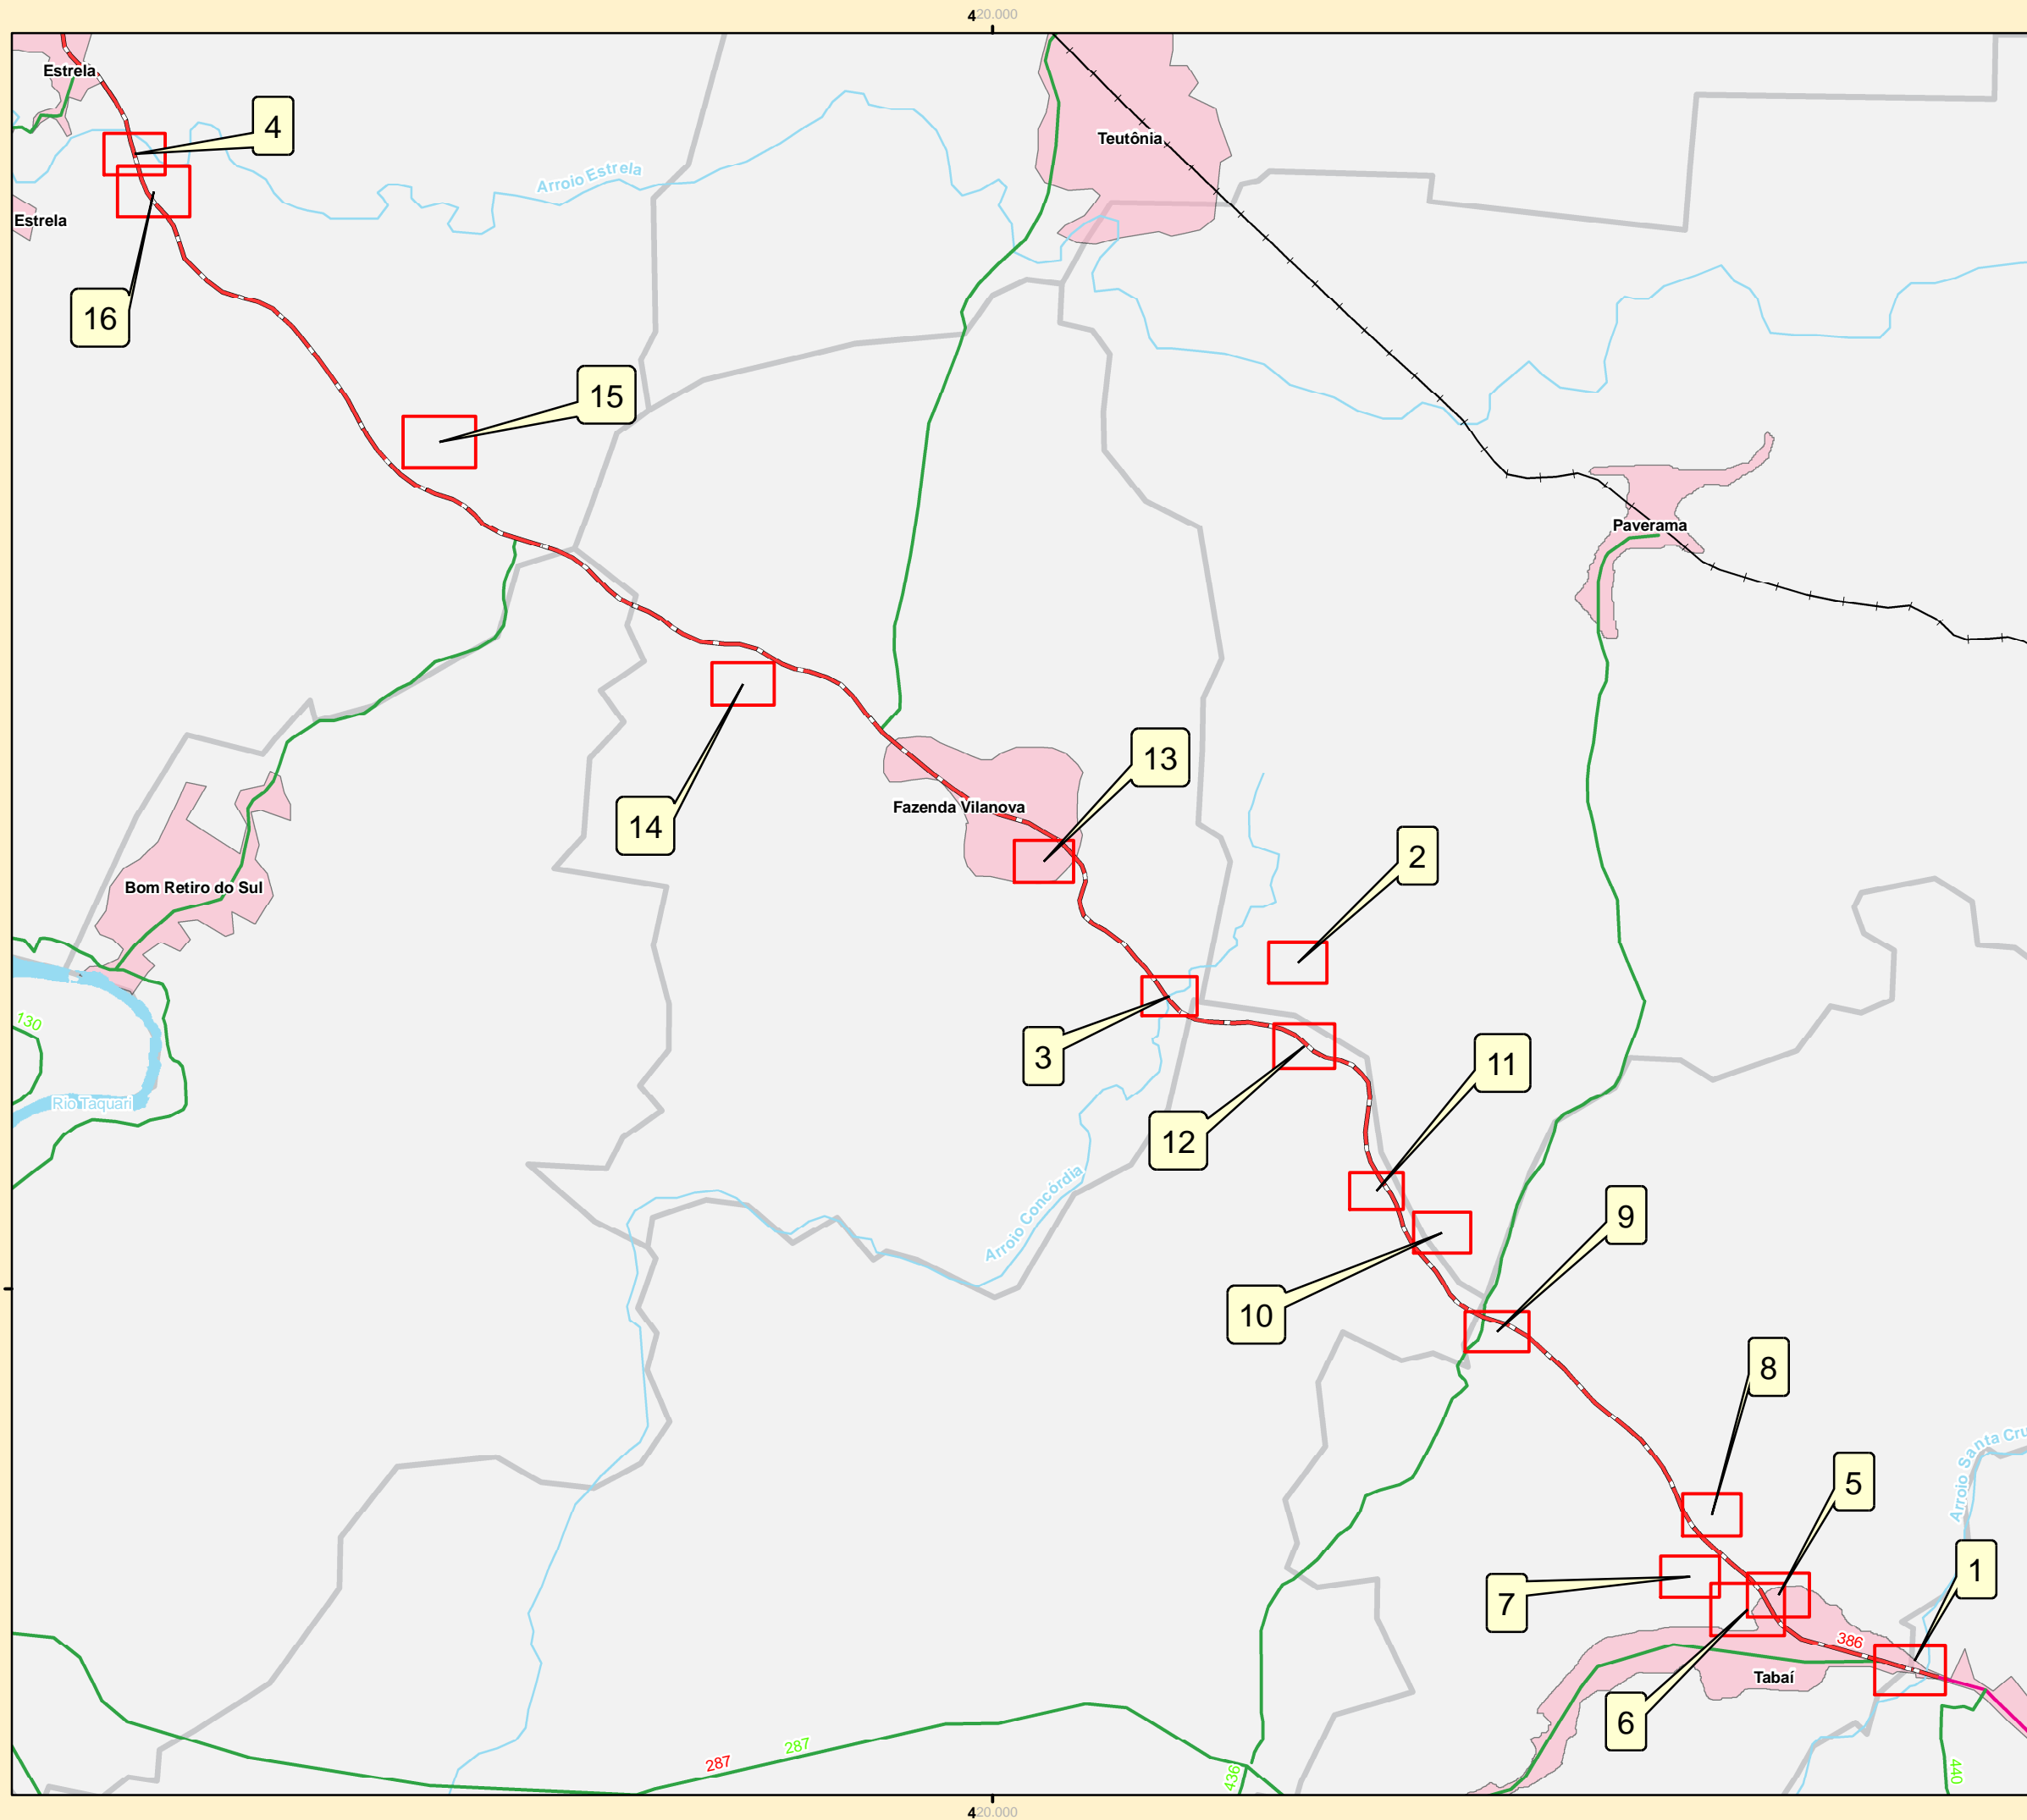 420.000
Estrela
4
Teutônia
Arroio Estrela
Estrela
16
15
Paverama
13
Fazenda Vilanova
14
2
Bom Retiro do Sul
130
3
11
Rio Taquari
12
Arroio Concórdia
9
10
8
Arroio Santa Cru
5
1
7
386
Tabaí
6
287
287
436
440
420.000